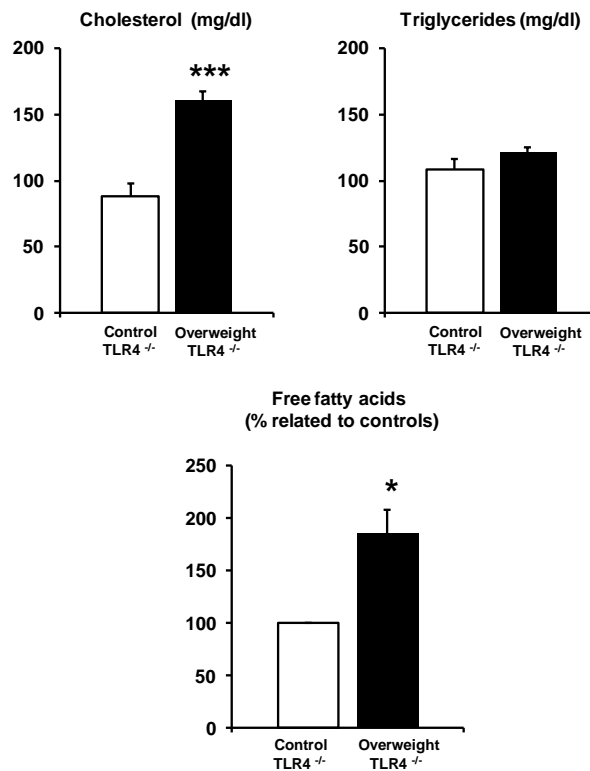 Cholesterol (mg/dl)
200
150
100
50
0
***
Control
TLR4 -/-
Overweight
TLR4 -/-
Triglycerides (mg/dl)
200
150
100
50
0
Control
TLR4 -/-
Overweight
TLR4 -/-
Free fatty acids
(% related to controls)
250
200
150
100
50
0
*
Control
TLR4 -/-
Overweight
TLR4 -/-